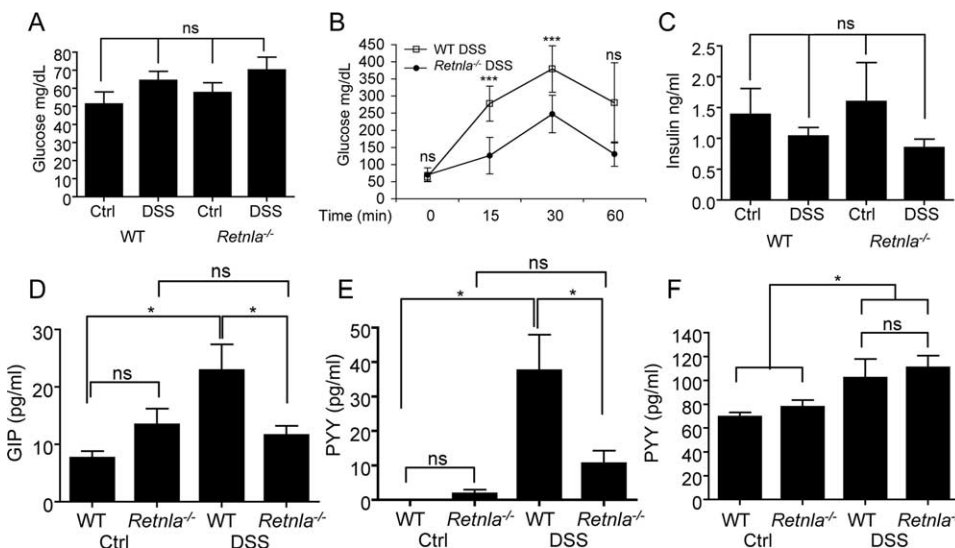 A
ns
Glucose mg/dL
80
70
60
50
40
30
20
10
0
Ctrl DSS Ctrl DSS
WT Retnla-/-
B
WT DSS
Retnla-/- DSS
Glucose mg/dL
450
400
350
300
250
200
150
100
50
0
ns
***
***
ns
Time (min) 0 15 30 60
C
ns
Insulin ng/ml
2.5
2.0
1.5
1.0
0.5
0.0
Ctrl DSS Ctrl DSS
WT Retnla-/-
D
ns
* *
ns
GIP (pg/ml)
30
20
10
0
WT Retnla-/- WT Retnla-/-
Ctrl DSS
E
ns
* *
ns
PYY (pg/ml)
50
40
30
20
10
0
WT Retnla-/- WT Retnla-/-
Ctrl DSS
F
*
ns
PYY (pg/ml)
140
120
100
80
60
40
20
0
WT Retnla-/- WT Retnla-/-
Ctrl DSS